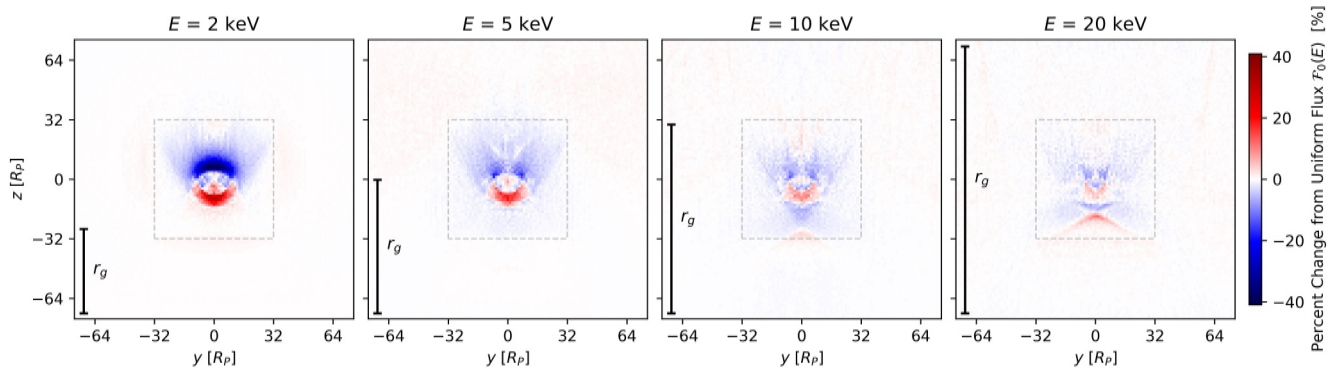 E = 2 keV
E = 5 keV
E = 10 keV
E = 20 keV
z [R_P]
64
32
0
−32
−64
r_g
r_g
r_g
r_g
−64 −32 0 32 64
−64 −32 0 32 64
−64 −32 0 32 64
−64 −32 0 32 64
y [R_P]
y [R_P]
y [R_P]
y [R_P]
40
20
0
−20
−40
Percent Change from Uniform Flux ℱ₀(E) [%]